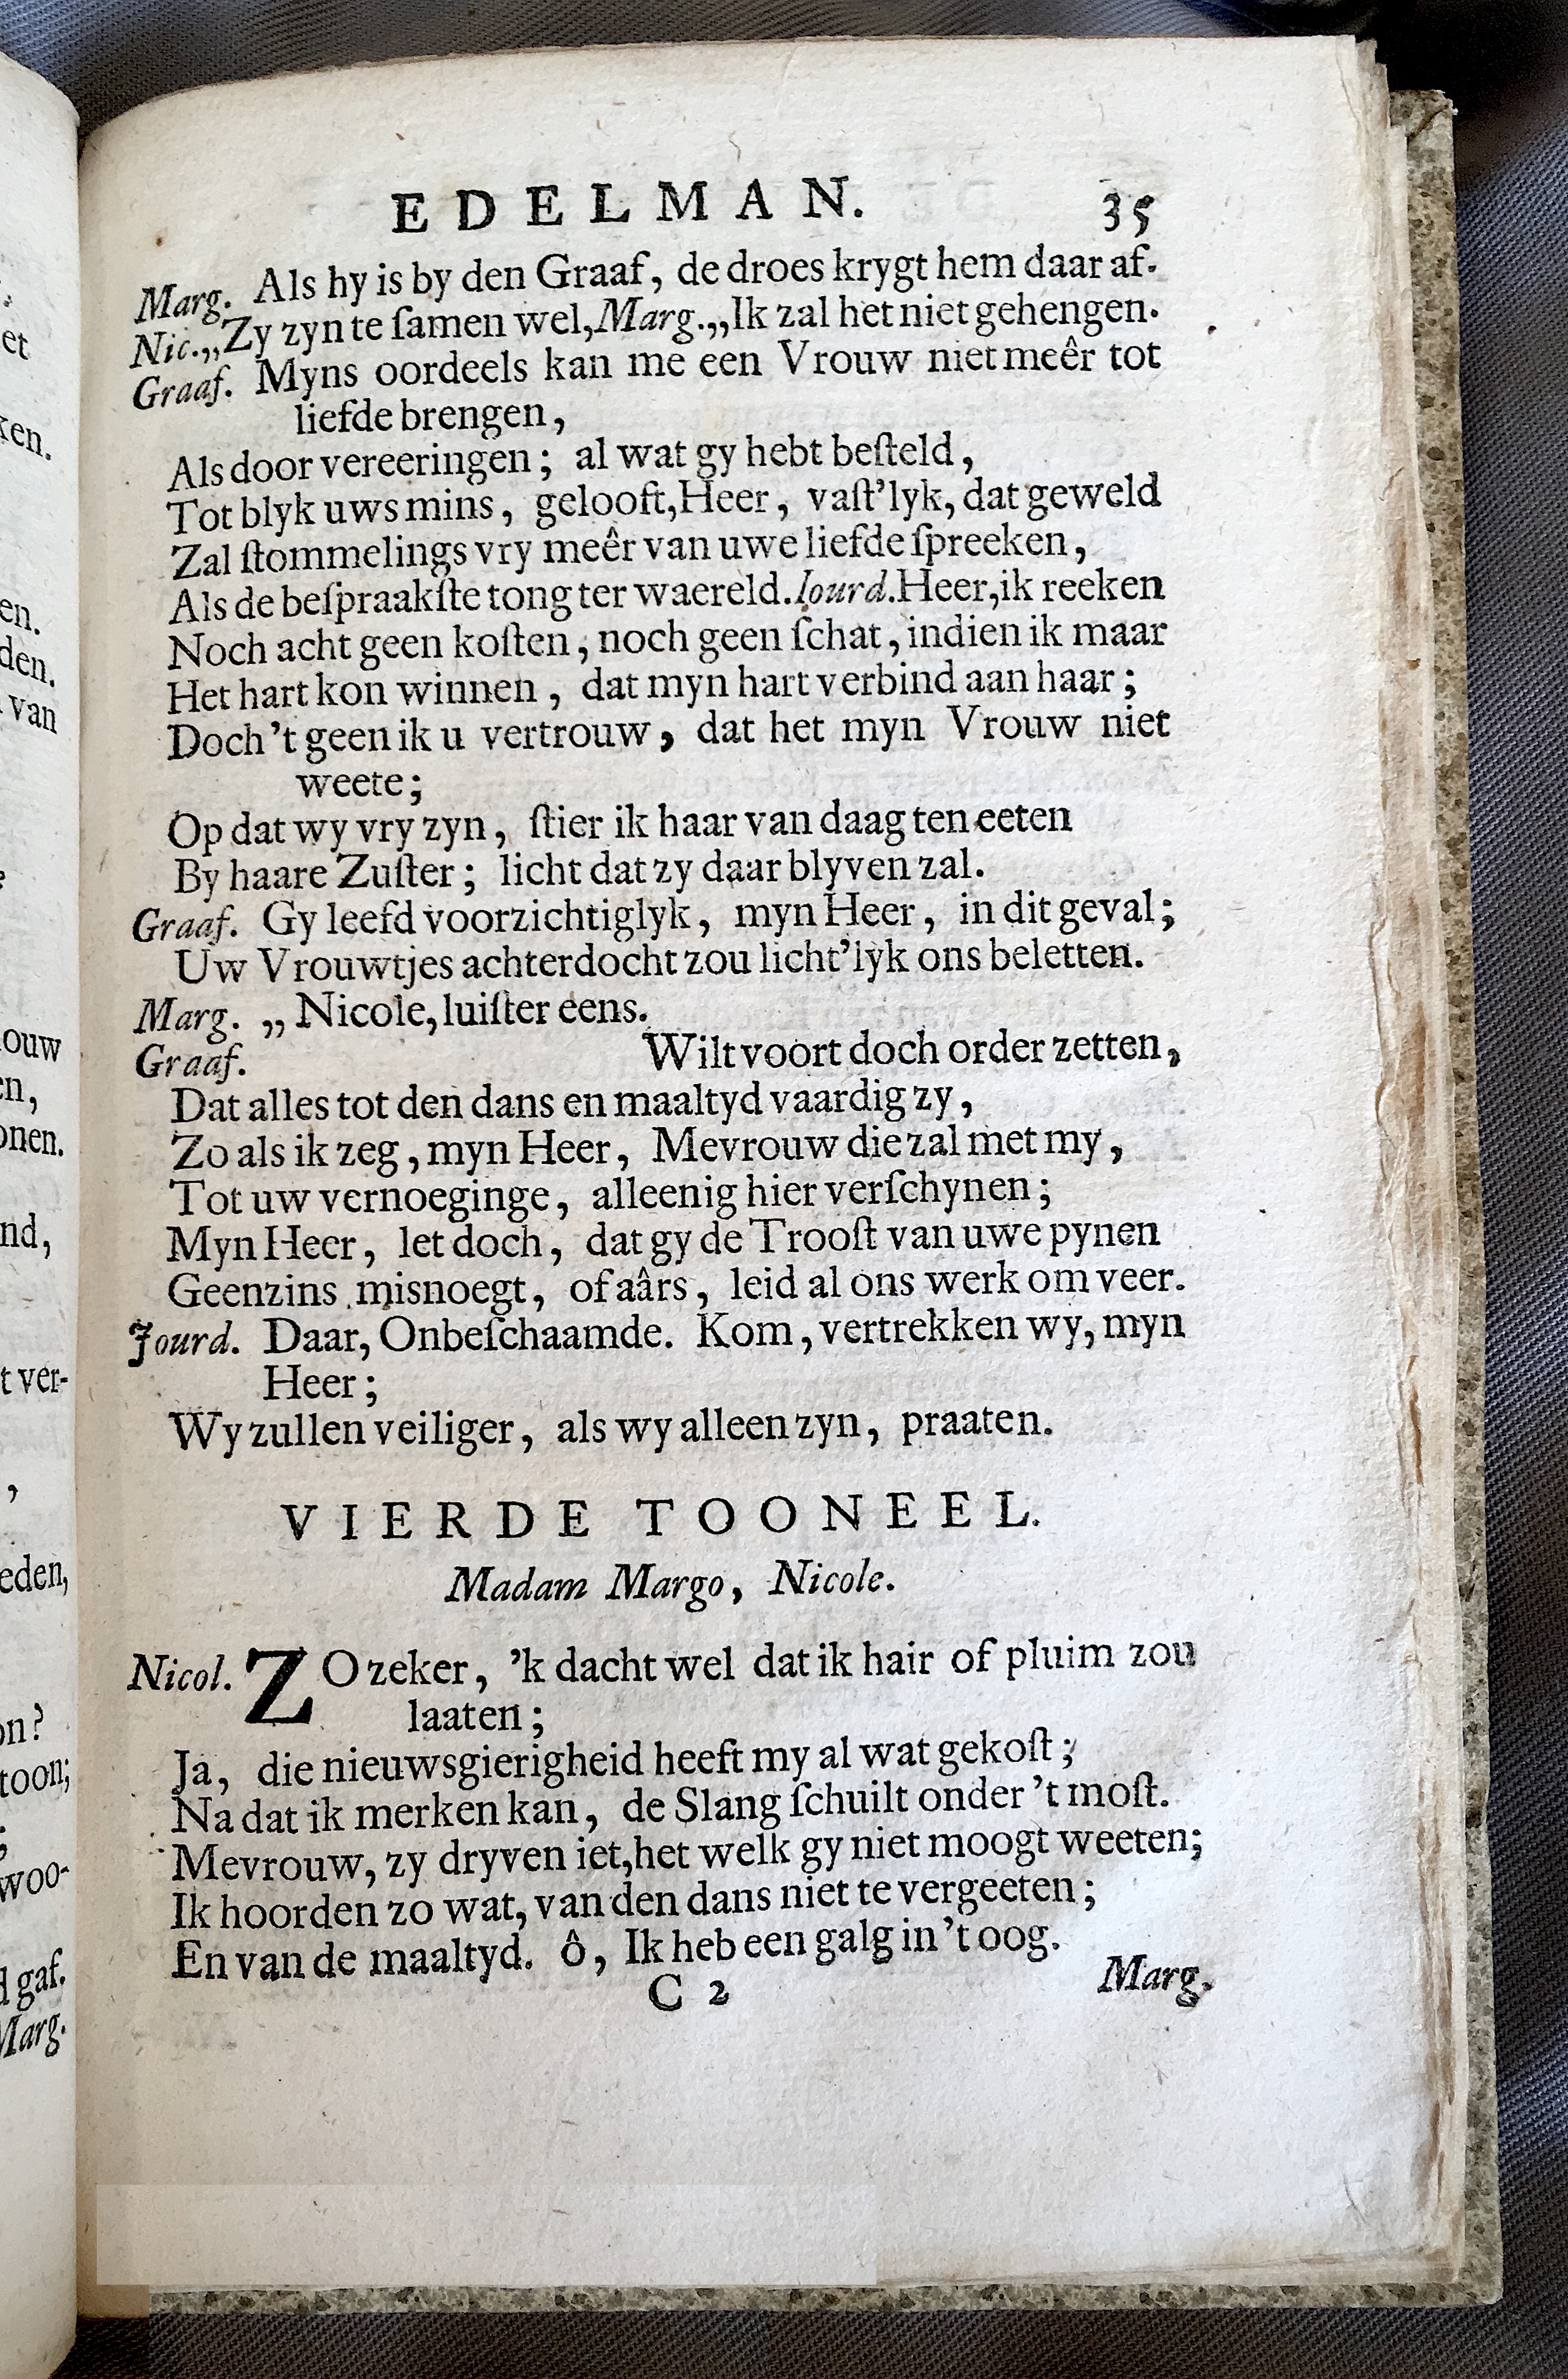 EDELMAN. 35
Marg. Als hy is by den Graaf, de droes krygt hem daar af.
Nic. „Zy zyn te ſamen wel, Marg. „Ik zal het niet gehengen.
Graaf. Myns oordeels kan me een Vrouw niet meêr tot
liefde brengen,
Als door vereeringen; al wat gy hebt beſteld,
Tot blyk uws mins, gelooft, Heer, vaſt'lyk, dat geweld
Zal ſtommelings vry meêr van uwe liefde ſpreeken,
Als de beſpraakſte tong ter waereld. Iourd. Heer, ik reeken
Noch acht geen koſten, noch geen ſchat, indien ik maar
Het hart kon winnen, dat myn hart verbind aan haar;
Doch 't geen ik u vertrouw, dat het myn Vrouw niet
weete;
Op dat wy vry zyn, ſtier ik haar van daag ten eeten
By haare Zuſter; licht dat zy daar blyven zal.
Graaf. Gy leefd voorzichtiglyk, myn Heer, in dit geval;
Uw Vrouwtjes achterdocht zou licht'lyk ons beletten.
Marg. „ Nicole, luiſter eens.
Graaf. Wilt voort doch order zetten,
Dat alles tot den dans en maaltyd vaardig zy,
Zo als ik zeg, myn Heer, Mevrouw die zal met my,
Tot uw vernoeginge, alleenig hier verſchynen;
Myn Heer, let doch, dat gy de Trooſt van uwe pynen
Geenzins misnoegt, of aârs, leid al ons werk om veer.
Jourd. Daar, Onbeſchaamde. Kom, vertrekken wy, myn
Heer;
Wy zullen veiliger, als wy alleen zyn, praaten.
VIERDE TOONEEL.
Madam Margo, Nicole.
Nicol. ZO zeker, 'k dacht wel dat ik hair of pluim zou
laaten;
Ja, die nieuwsgierigheid heeft my al wat gekoſt;
Na dat ik merken kan, de Slang ſchuilt onder 't moſt.
Mevrouw, zy dryven iet, het welk gy niet moogt weeten;
Ik hoorden zo wat, van den dans niet te vergeeten;
En van de maaltyd. ô, Ik heb een galg in 't oog.
C 2 Marg.